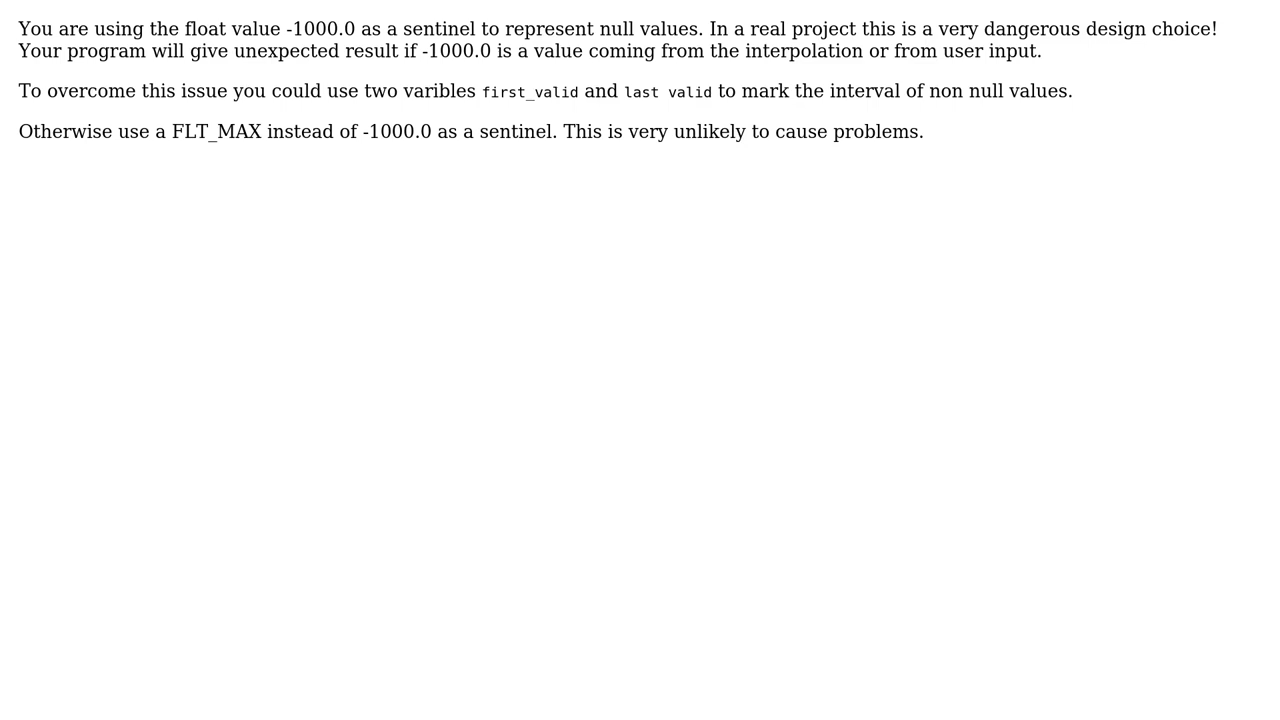 You are using the float value -1000.0 as a sentinel to represent null values. In a real project this is a very dangerous design choice!
Your program will give unexpected result if -1000.0 is a value coming from the interpolation or from user input.
To overcome this issue you could use two varibles first_valid and last valid to mark the interval of non null values.
Otherwise use a FLT_MAX instead of -1000.0 as a sentinel. This is very unlikely to cause problems.